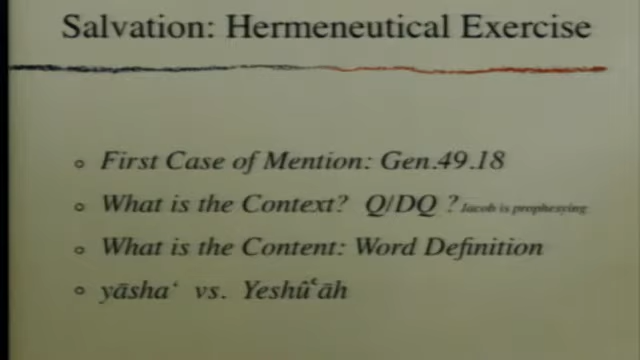 Salvation: Hermeneutical Exercise
First Case of Mention: Gen.49.18
What is the Context? Q/DQ ? Jacob is prophesying
What is the Content: Word Definition
yāshaʿ vs. Yeshûʿāh